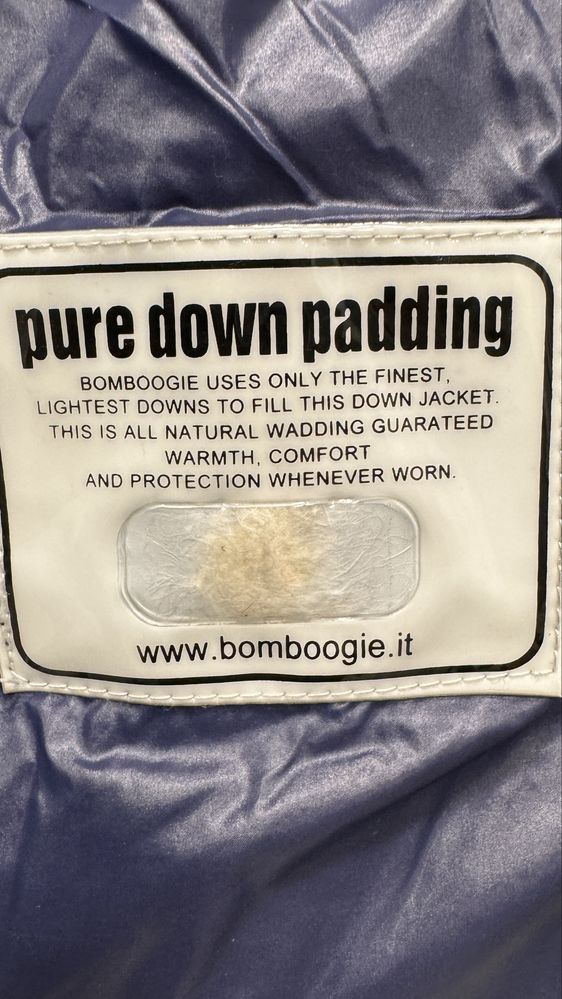 pure down padding
BOMBOOGIE USES ONLY THE FINEST,
LIGHTEST DOWNS TO FILL THIS DOWN JACKET.
THIS IS ALL NATURAL WADDING GUARATEED
WARMTH, COMFORT
AND PROTECTION WHENEVER WORN.
www.bomboogie.it